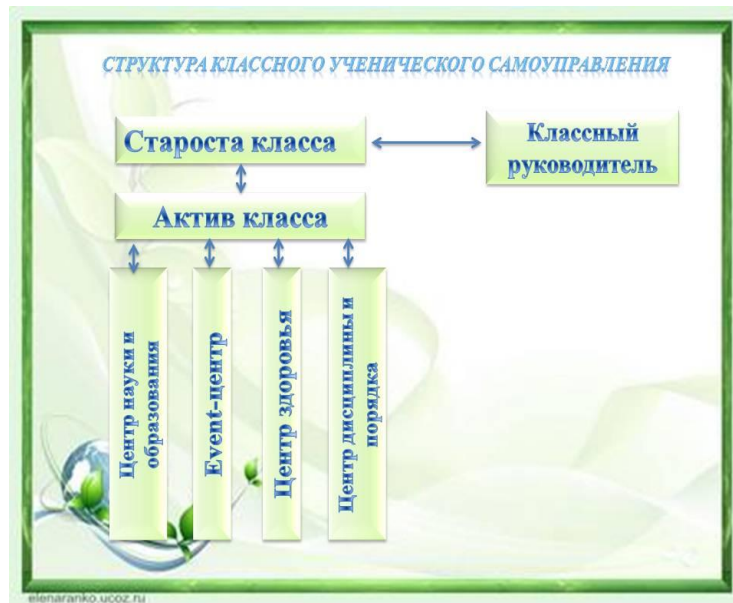 СТРУКТУРА КЛАССНОГО УЧЕНИЧЕСКОГО САМОУПРАВЛЕНИЯ
Староста класса
Классный
руководитель
Актив класса
Центр науки и
образования
Event-центр
Центр здоровья
Центр дисциплины и
порядка
elenaranko.ucoz.ru